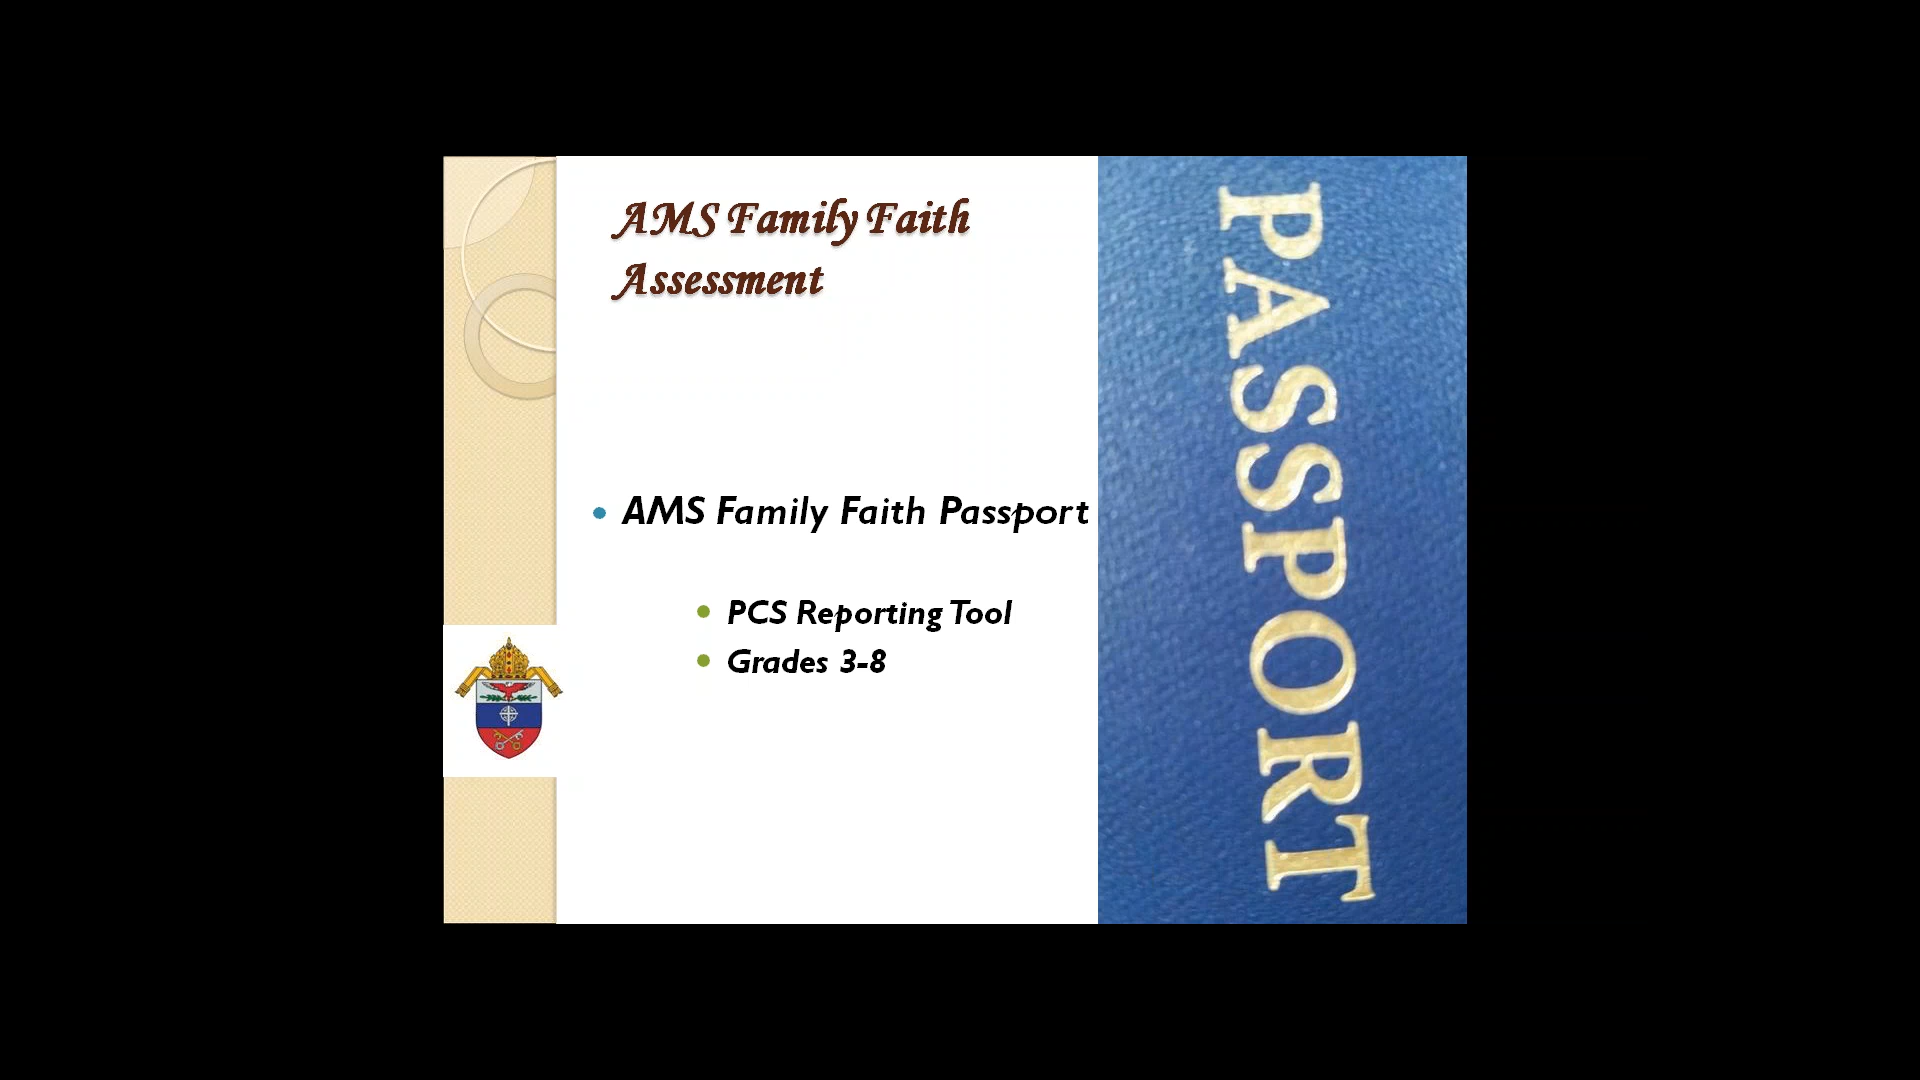 AMS Family Faith
Assessment
• AMS Family Faith Passport
• PCS Reporting Tool
• Grades 3-8
PASSPORT